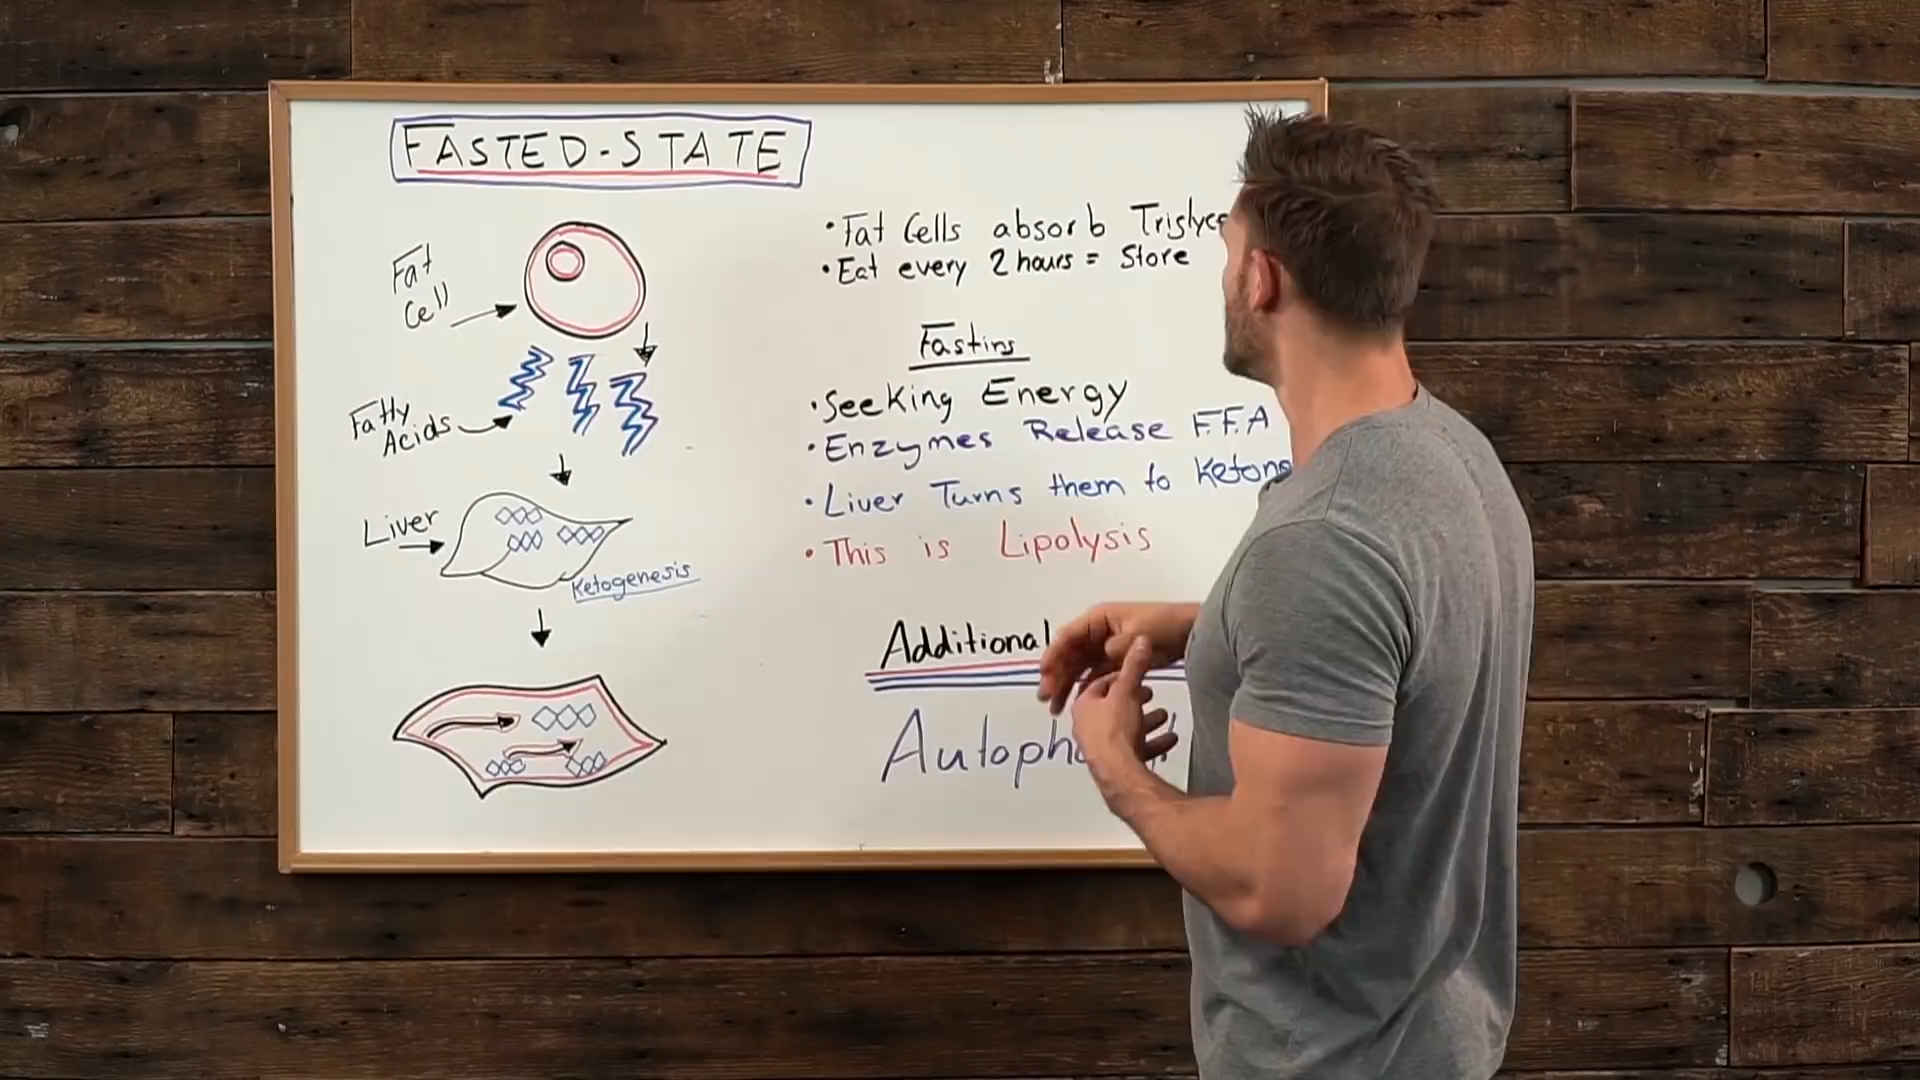 FASTED-STATE
Fat
Cell
Fatty
Acids
Liver
Ketogenesis
• Fat Cells absorb
• Eat every 2 hours = Store
Fasting
• Seeking Energy
• Enzymes Release F.F.A
• Liver Turns them to
• This is Lipolysis
Additional